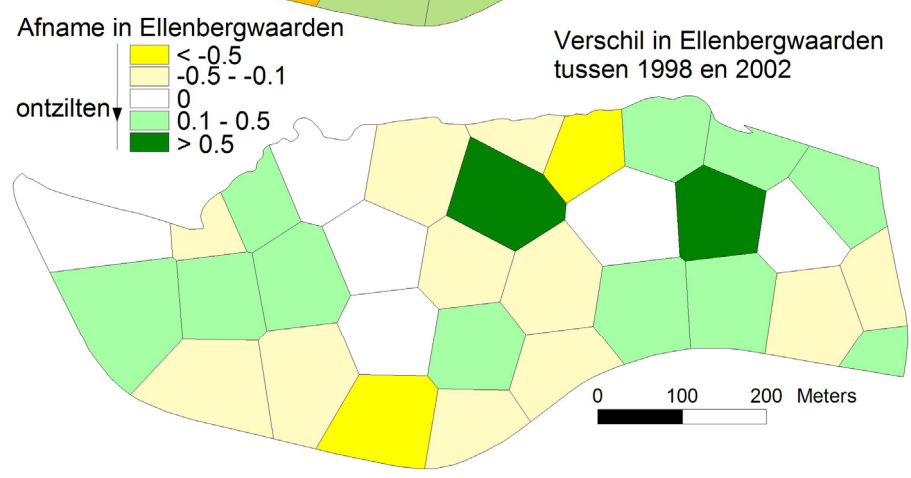 Afname in Ellenbergwaarden
< -0.5
-0.5 - -0.1
0
ontzilten
0.1 - 0.5
> 0.5
Verschil in Ellenbergwaarden
tussen 1998 en 2002
0 100 200 Meters